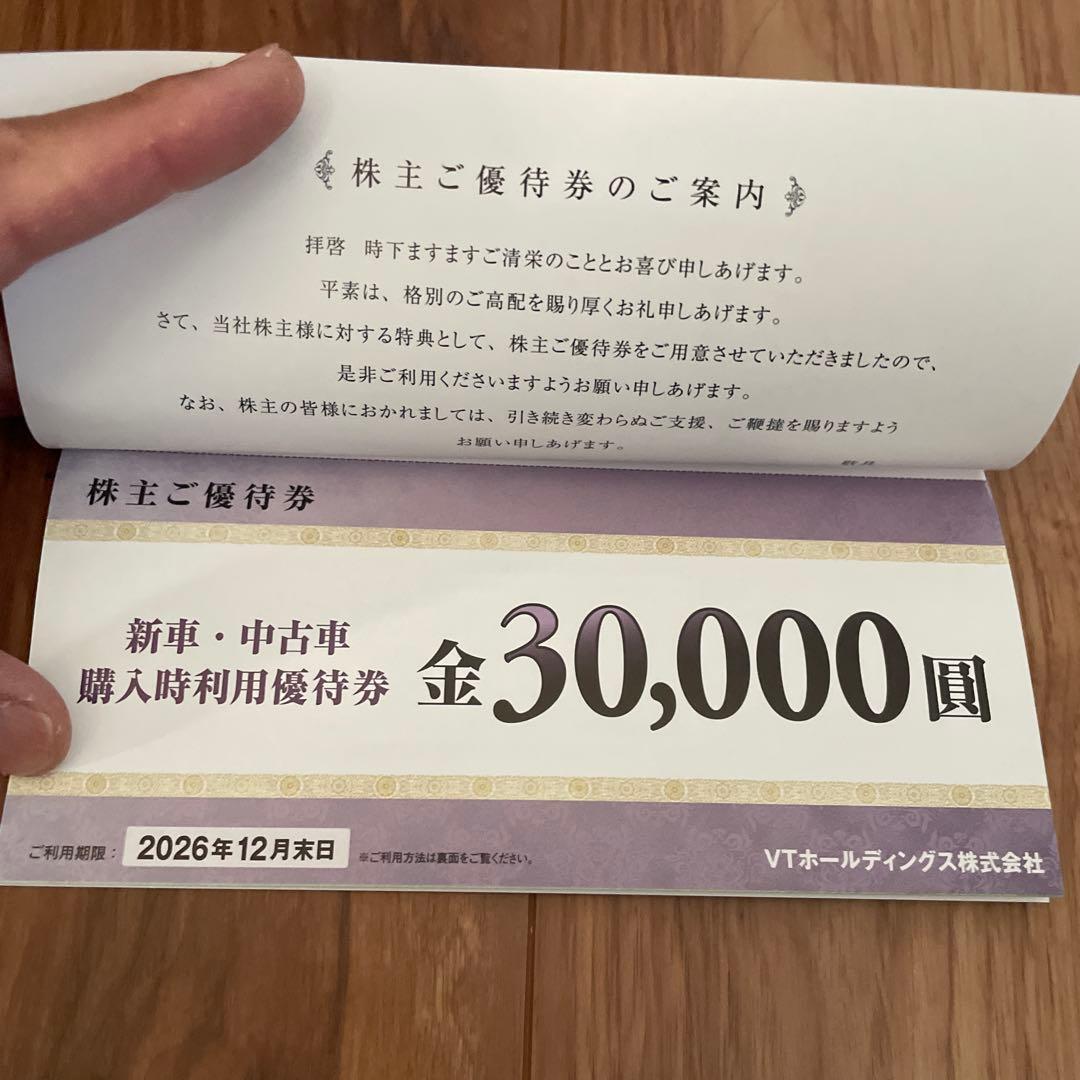 株主ご優待券のご案内
拝啓 時下ますますご清栄のこととお喜び申しあげます。
平素は、格別のご高配を賜り厚くお礼申しあげます。
さて、当社株主様に対する特典として、株主ご優待券をご用意させていただきましたので、
是非ご利用くださいますようお願い申しあげます。
なお、株主の皆様におかれましては、引き続き変わらぬご支援、ご鞭撻を賜りますよう
お願い申しあげます。
株主ご優待券
新車・中古車
購入時利用優待券
金30,000圓
ご利用期限： 2026年12月末日 ※ご利用方法は裏面をご覧ください。
VTホールディングス株式会社